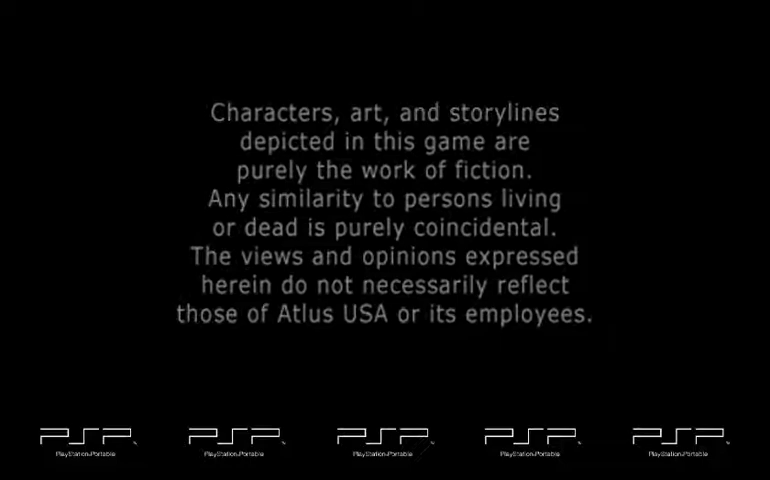 Characters, art, and storylines
depicted in this game are
purely the work of fiction.
Any similarity to persons living
or dead is purely coincidental.
The views and opinions expressed
herein do not necessarily reflect
those of Atlus USA or its employees.
PSP PSP PSP PSP PSP
PlayStation.Portable PlayStation.Portable PlayStation.Portable PlayStation.Portable PlayStation.Portable